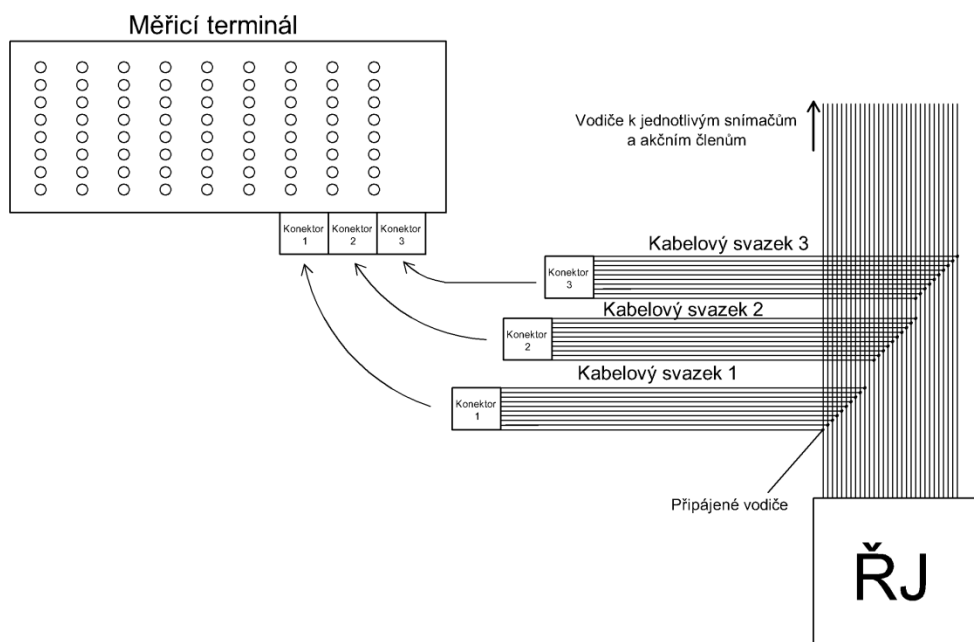 Měřicí terminál
Vodiče k jednotlivým snímačům
a akčním členům
Konektor
1
Konektor
2
Konektor
3
Kabelový svazek 3
Konektor
3
Kabelový svazek 2
Konektor
2
Kabelový svazek 1
Konektor
1
Připájené vodiče
ŘJ